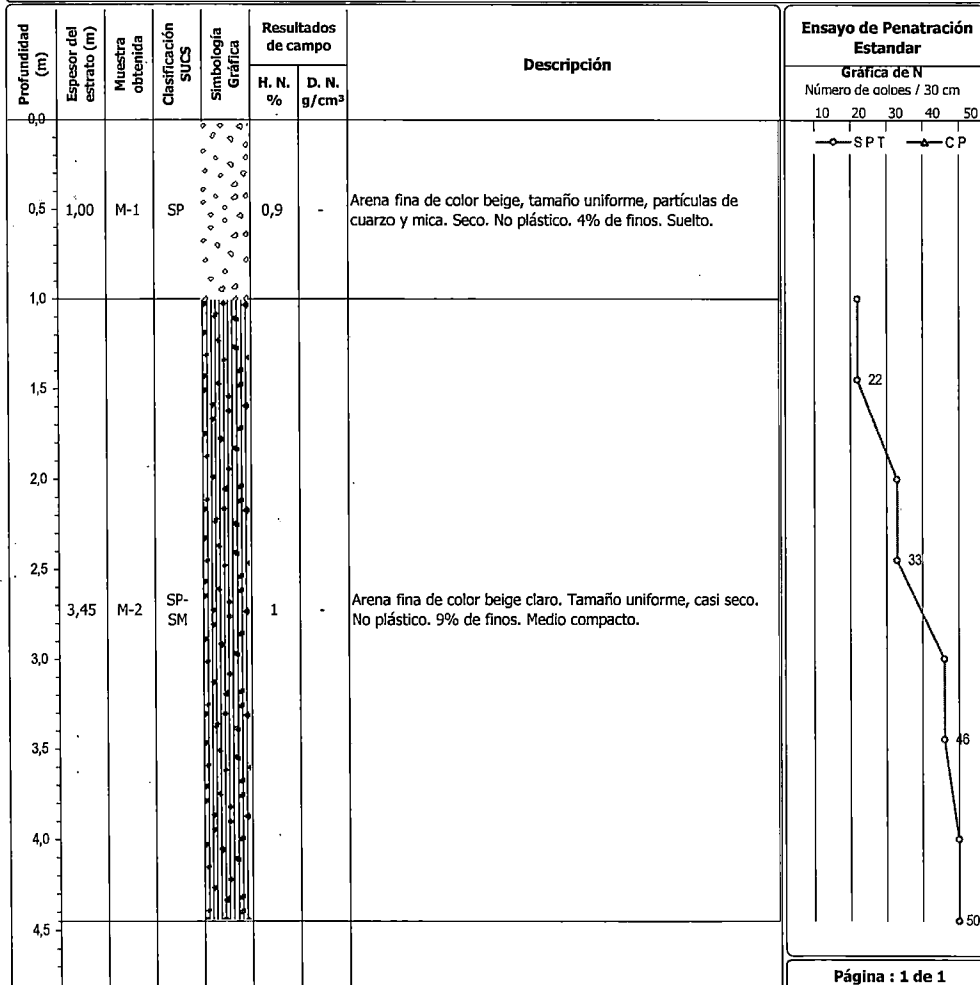 Profundidad (m)
Espesor del estrato (m)
Muestra obtenida
Clasificación SUCS
Simbología Gráfica
Resultados de campo
H. N. %
D. N. g/cm³
Descripción
Ensayo de Penatración
Estandar
Gráfica de N
Número de golpes / 30 cm
10 20 30 40 50
SPT CP
0,0
0,5
1,00 M-1 SP 0,9 -
Arena fina de color beige, tamaño uniforme, partículas de
cuarzo y mica. Seco. No plástico. 4% de finos. Suelto.
1,0
1,5
22
2,0
2,5
33
3,45 M-2 SP-SM 1 -
Arena fina de color beige claro. Tamaño uniforme, casi seco.
No plástico. 9% de finos. Medio compacto.
3,0
3,5
46
4,0
4,5
50
Página : 1 de 1